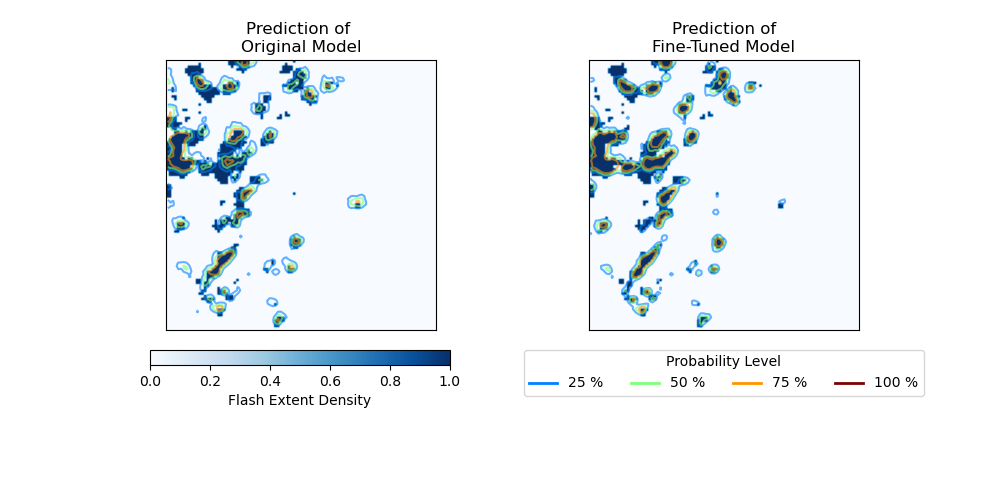 Prediction of
Original Model
Prediction of
Fine-Tuned Model
0.0 0.2 0.4 0.6 0.8 1.0
Flash Extent Density
Probability Level
25 % 50 % 75 % 100 %